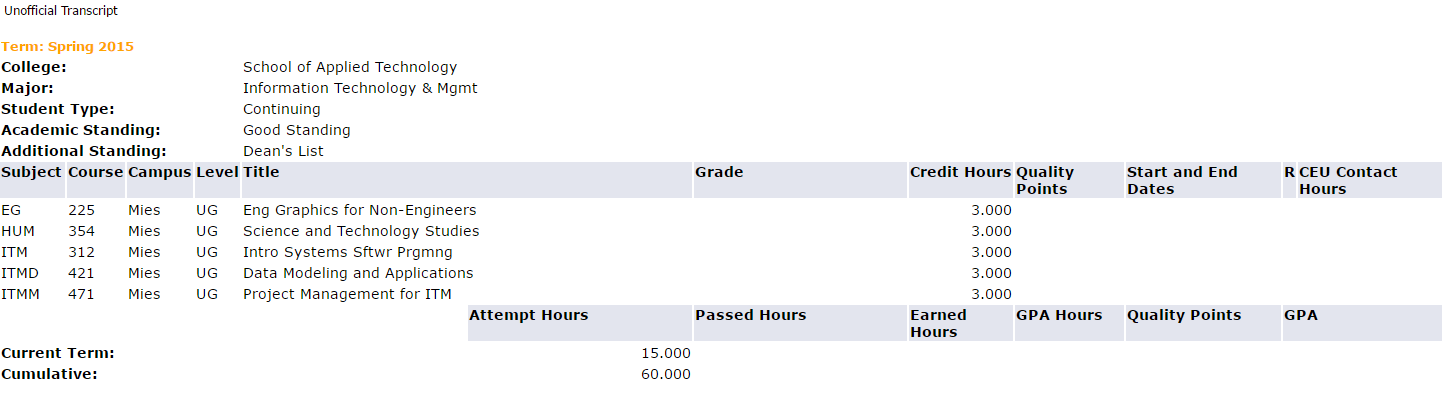 Unofficial Transcript
Term: Spring 2015
College: School of Applied Technology
Major: Information Technology & Mgmt
Student Type: Continuing
Academic Standing: Good Standing
Additional Standing: Dean's List
Subject Course Campus Level Title Grade Credit Hours Quality Points Start and End Dates R CEU Contact Hours
EG 225 Mies UG Eng Graphics for Non-Engineers 3.000
HUM 354 Mies UG Science and Technology Studies 3.000
ITM 312 Mies UG Intro Systems Sftwr Prgmng 3.000
ITMD 421 Mies UG Data Modeling and Applications 3.000
ITMM 471 Mies UG Project Management for ITM 3.000
Attempt Hours Passed Hours Earned Hours GPA Hours Quality Points GPA
Current Term: 15.000
Cumulative: 60.000